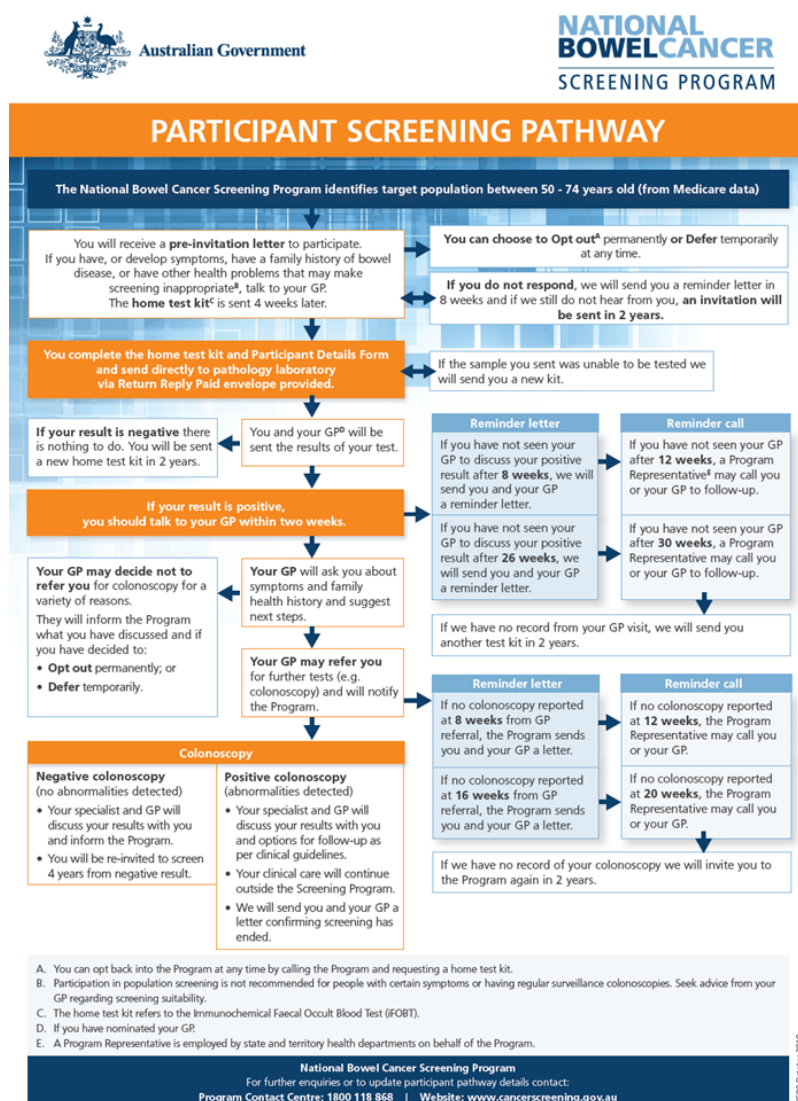 Australian Government
NATIONAL
BOWELCANCER
SCREENING PROGRAM
PARTICIPANT SCREENING PATHWAY
The National Bowel Cancer Screening Program identifies target population between 50 - 74 years old (from Medicare data)
You will receive a pre-invitation letter to participate.
If you have, or develop symptoms, have a family history of bowel
disease, or have other health problems that may make
screening inappropriateB, talk to your GP.
The home test kitC is sent 4 weeks later.
You can choose to Opt outA permanently or Defer temporarily
at any time.
If you do not respond, we will send you a reminder letter in
8 weeks and if we still do not hear from you, an invitation will
be sent in 2 years.
You complete the home test kit and Participant Details Form
and send directly to pathology laboratory
via Return Reply Paid envelope provided.
If the sample you sent was unable to be tested we
will send you a new kit.
If your result is negative there
is nothing to do. You will be sent
a new home test kit in 2 years.
You and your GPD will be
sent the results of your test.
If your result is positive,
you should talk to your GP within two weeks.
Reminder letter
If you have not seen your
GP to discuss your positive
result after 8 weeks, we will
send you and your GP
a reminder letter.
If you have not seen your
GP to discuss your positive
result after 26 weeks, we
will send you and your GP
a reminder letter.
Reminder call
If you have not seen your GP
after 12 weeks, a Program
RepresentativeE may call you
or your GP to follow-up.
If you have not seen your GP
after 30 weeks, a Program
Representative may call you
or your GP to follow-up.
If we have no record from your GP visit, we will send you
another test kit in 2 years.
Your GP may decide not to
refer you for colonoscopy for a
variety of reasons.
They will inform the Program
what you have discussed and if
you have decided to:
• Opt out permanently; or
• Defer temporarily.
Your GP will ask you about
symptoms and family
health history and suggest
next steps.
Your GP may refer you
for further tests (e.g.
colonoscopy) and will notify
the Program.
Reminder letter
If no colonoscopy reported
at 8 weeks from GP
referral, the Program sends
you and your GP a letter.
If no colonoscopy reported
at 16 weeks from GP
referral, the Program sends
you and your GP a letter.
Reminder call
If no colonoscopy reported
at 12 weeks, the Program
Representative may call you
or your GP.
If no colonoscopy reported
at 20 weeks, the Program
Representative may call you
or your GP.
If we have no record of your colonoscopy we will invite you to
the Program again in 2 years.
Colonoscopy
Negative colonoscopy
(no abnormalities detected)
• Your specialist and GP will
discuss your results with you
and inform the Program.
• You will be re-invited to screen
4 years from negative result.
Positive colonoscopy
(abnormalities detected)
• Your specialist and GP will
discuss your results with you
and options for follow-up as
per clinical guidelines.
• Your clinical care will continue
outside the Screening Program.
• We will send you and your GP a
letter confirming screening has
ended.
A. You can opt back into the Program at any time by calling the Program and requesting a home test kit.
B. Participation in population screening is not recommended for people with certain symptoms or having regular surveillance colonoscopies. Seek advice from your
GP regarding screening suitability.
C. The home test kit refers to the Immunochemical Faecal Occult Blood Test (iFOBT).
D. If you have nominated your GP.
E. A Program Representative is employed by state and territory health departments on behalf of the Program.
National Bowel Cancer Screening Program
For further enquiries or to update participant pathway details contact:
Program Contact Centre: 1800 118 868 | Website: www.cancerscreening.gov.au